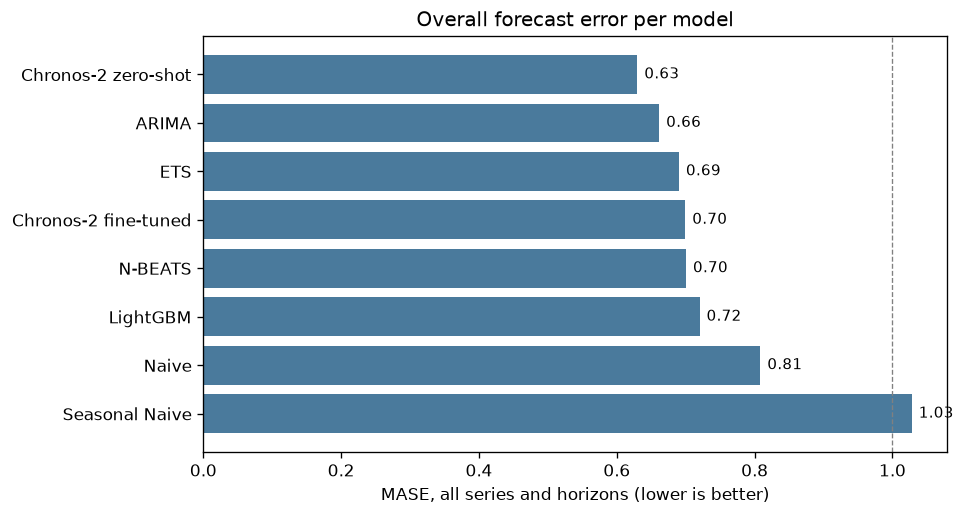 Overall forecast error per model
Chronos-2 zero-shot 0.63
ARIMA 0.66
ETS 0.69
Chronos-2 fine-tuned 0.70
N-BEATS 0.70
LightGBM 0.72
Naive 0.81
Seasonal Naive 1.03
0.0 0.2 0.4 0.6 0.8 1.0
MASE, all series and horizons (lower is better)